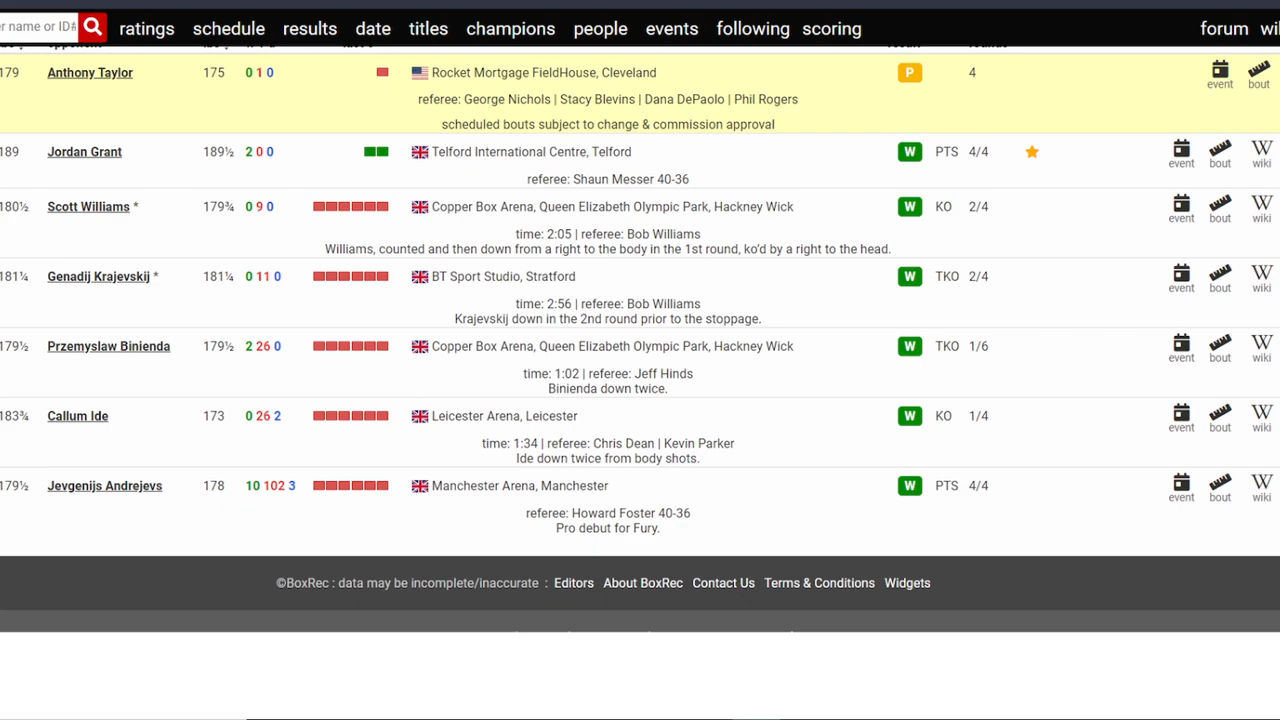 er name or ID# ratings schedule results date titles champions people events following scoring forum wi
179 Anthony Taylor 175 0 1 0 Rocket Mortgage FieldHouse, Cleveland P 4 event bout
referee: George Nichols | Stacy Blevins | Dana DePaolo | Phil Rogers
scheduled bouts subject to change & commission approval
189 Jordan Grant 189½ 2 0 0 Telford International Centre, Telford W PTS 4/4 event bout wiki
referee: Shaun Messer 40-36
180½ Scott Williams * 179¾ 0 9 0 Copper Box Arena, Queen Elizabeth Olympic Park, Hackney Wick W KO 2/4 event bout wiki
time: 2:05 | referee: Bob Williams
Williams, counted and then down from a right to the body in the 1st round, ko'd by a right to the head.
181¼ Genadij Krajevskij * 181¼ 0 11 0 BT Sport Studio, Stratford W TKO 2/4 event bout wiki
time: 2:56 | referee: Bob Williams
Krajevskij down in the 2nd round prior to the stoppage.
179½ Przemyslaw Binienda 179½ 2 26 0 Copper Box Arena, Queen Elizabeth Olympic Park, Hackney Wick W TKO 1/6 event bout wiki
time: 1:02 | referee: Jeff Hinds
Binienda down twice.
183¾ Callum Ide 173 0 26 2 Leicester Arena, Leicester W KO 1/4 event bout wiki
time: 1:34 | referee: Chris Dean | Kevin Parker
Ide down twice from body shots.
179½ Jevgenijs Andrejevs 178 10 102 3 Manchester Arena, Manchester W PTS 4/4 event bout wiki
referee: Howard Foster 40-36
Pro debut for Fury.
©BoxRec : data may be incomplete/inaccurate : Editors About BoxRec Contact Us Terms & Conditions Widgets